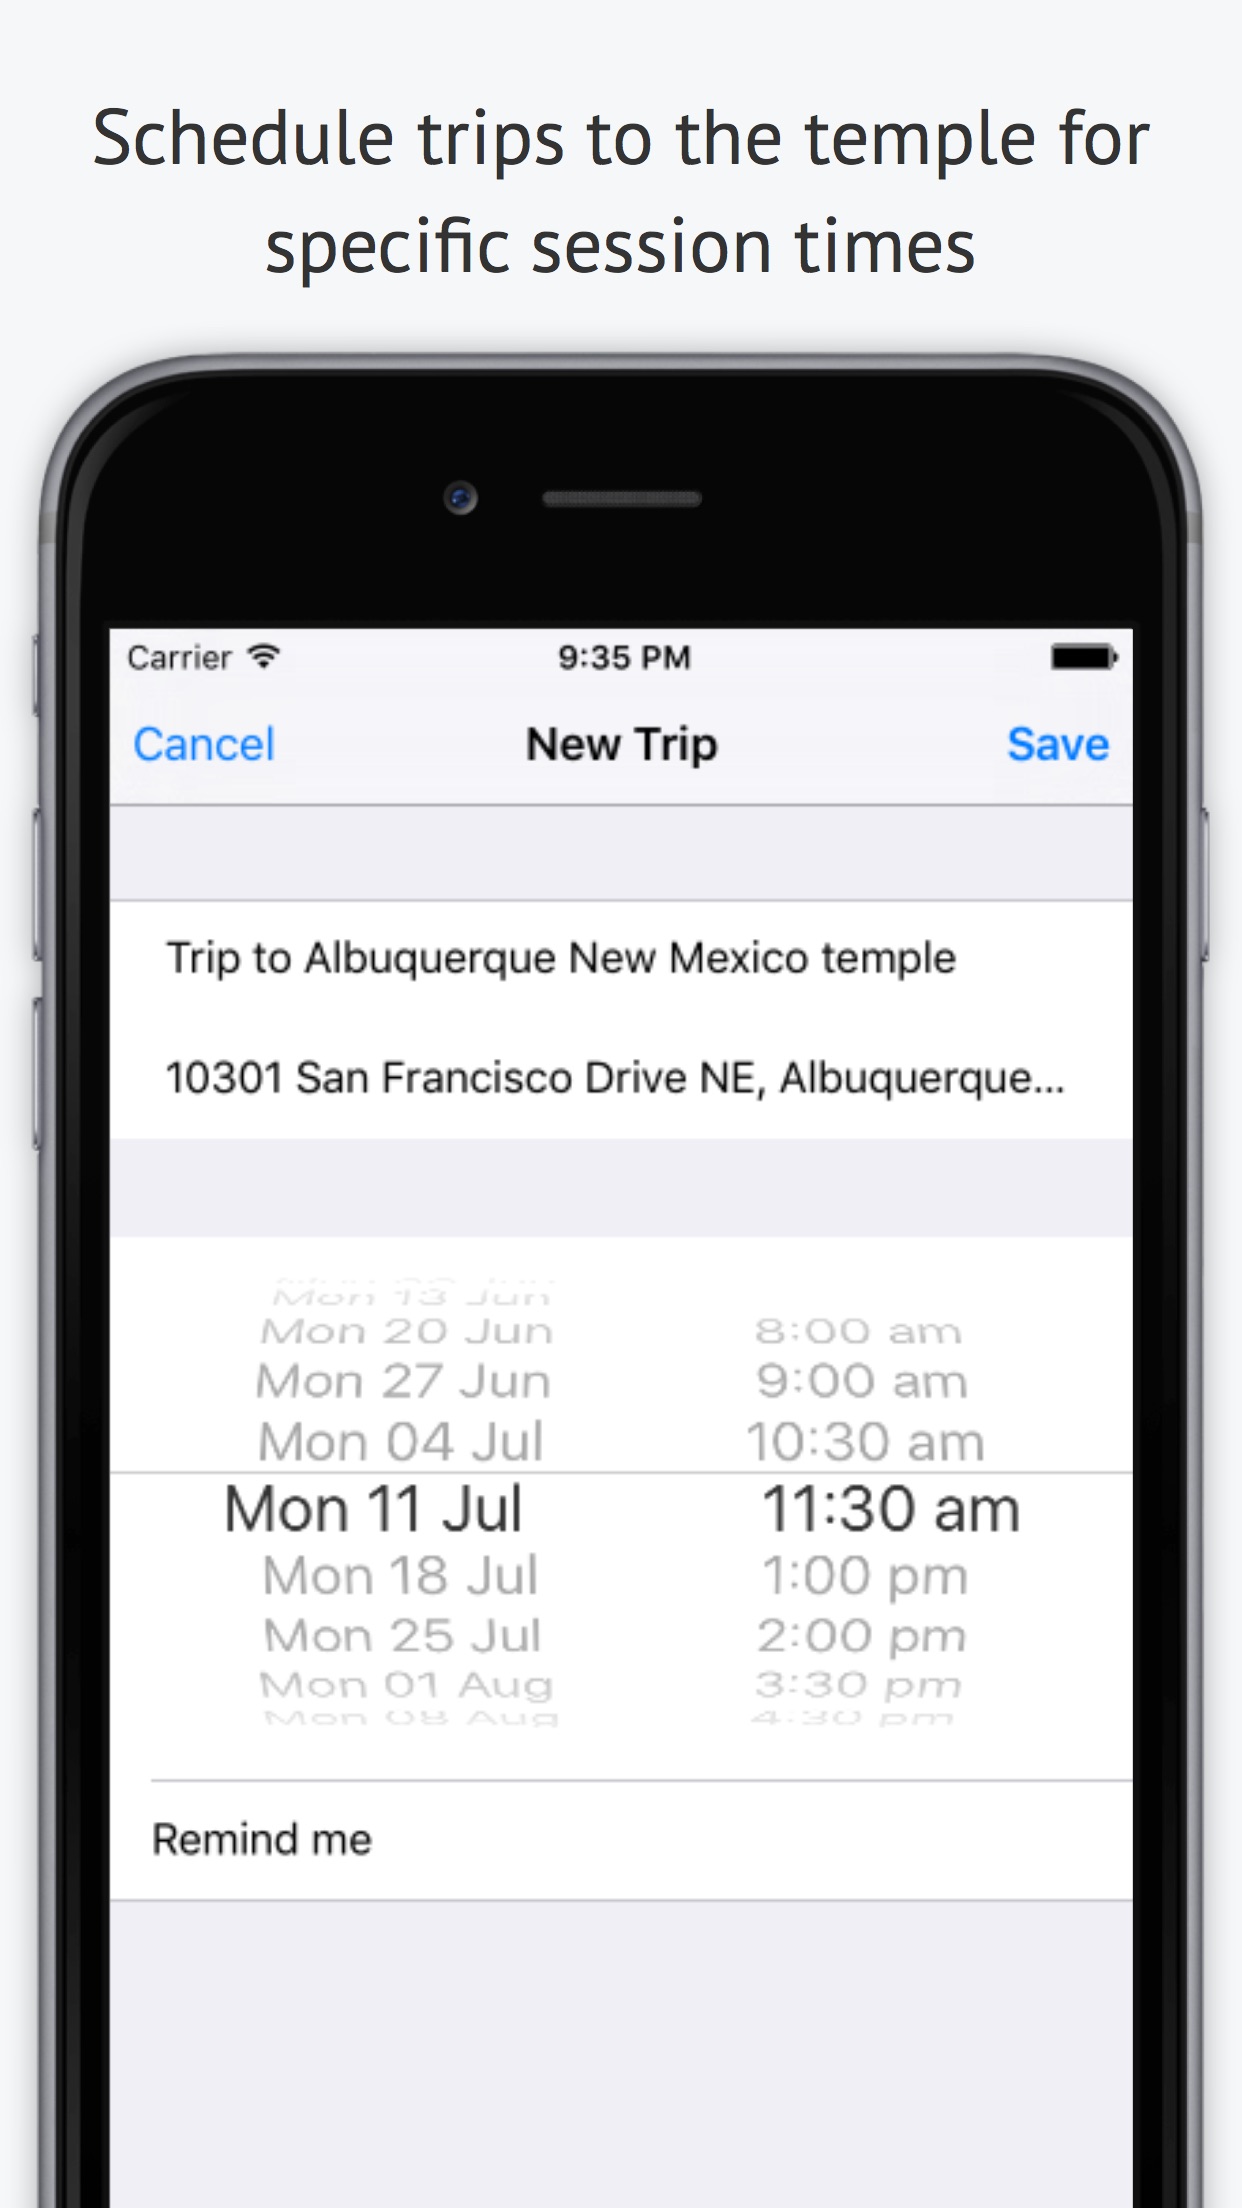 Schedule trips to the temple for
specific session times
Carrier 9:35 PM
Cancel New Trip Save
Trip to Albuquerque New Mexico temple
10301 San Francisco Drive NE, Albuquerque...
Mon 13 Jun
Mon 20 Jun 8:00 am
Mon 27 Jun 9:00 am
Mon 04 Jul 10:30 am
Mon 11 Jul 11:30 am
Mon 18 Jul 1:00 pm
Mon 25 Jul 2:00 pm
Mon 01 Aug 3:30 pm
Mon 08 Aug 4:30 pm
Remind me